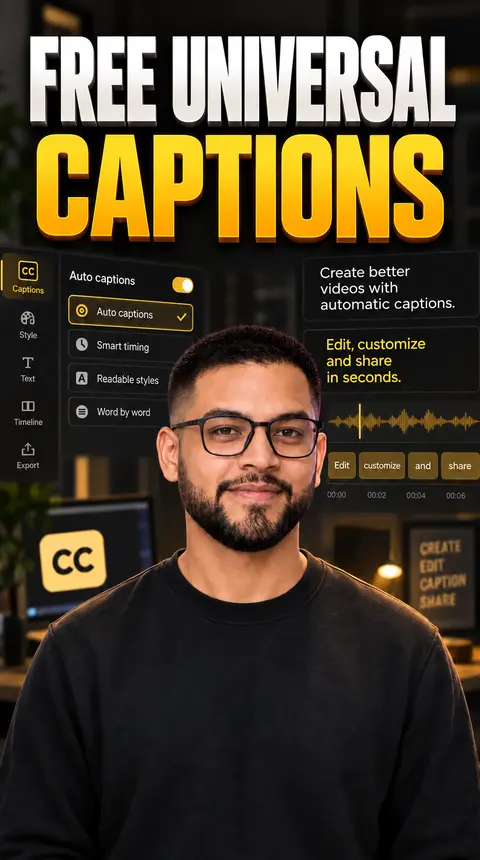 FREE UNIVERSAL
CAPTIONS
CC
Captions
Style
Text
Timeline
Export
Auto captions
Auto captions
Smart timing
A
Readable styles
Word by word
Create better
videos with
automatic captions.
Edit, customize
and share
in seconds.
Edit
customize
and
share
00:00
00:02
00:04
00:06
CC
CREATE
EDIT
CAPTION
SHARE